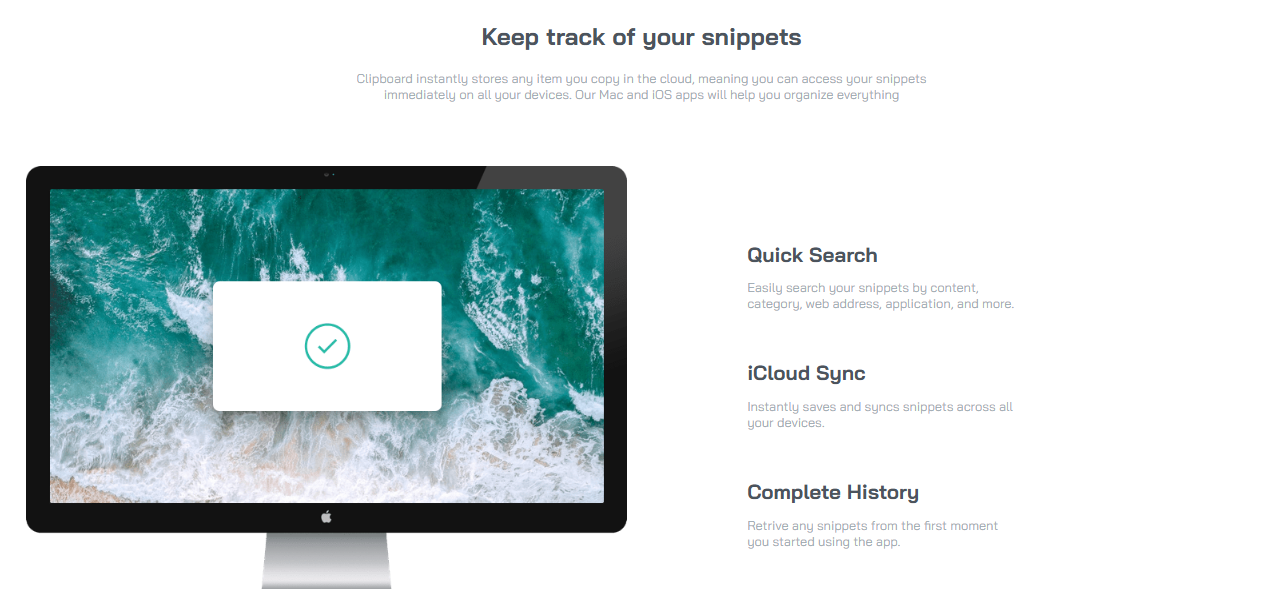 Keep track of your snippets
Clipboard instantly stores any item you copy in the cloud, meaning you can access your snippets
immediately on all your devices. Our Mac and iOS apps will help you organize everything
Quick Search
Easily search your snippets by content,
category, web address, application, and more.
iCloud Sync
Instantly saves and syncs snippets across all
your devices.
Complete History
Retrive any snippets from the first moment
you started using the app.